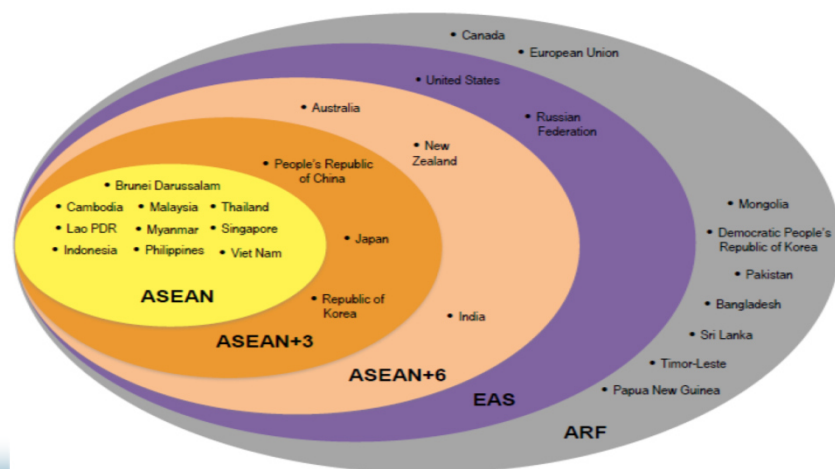 • Canada
• European Union
• United States
• Australia
• Russian
Federation
• New
Zealand
• People's Republic
of China
• Brunei Darussalam
• Cambodia • Malaysia • Thailand
• Lao PDR • Myanmar • Singapore
• Indonesia • Philippines • Viet Nam
ASEAN
• Japan
• Republic of
Korea
ASEAN+3
• India
ASEAN+6
EAS
• Mongolia
• Democratic People's
Republic of Korea
• Pakistan
• Bangladesh
• Sri Lanka
• Timor-Leste
• Papua New Guinea
ARF